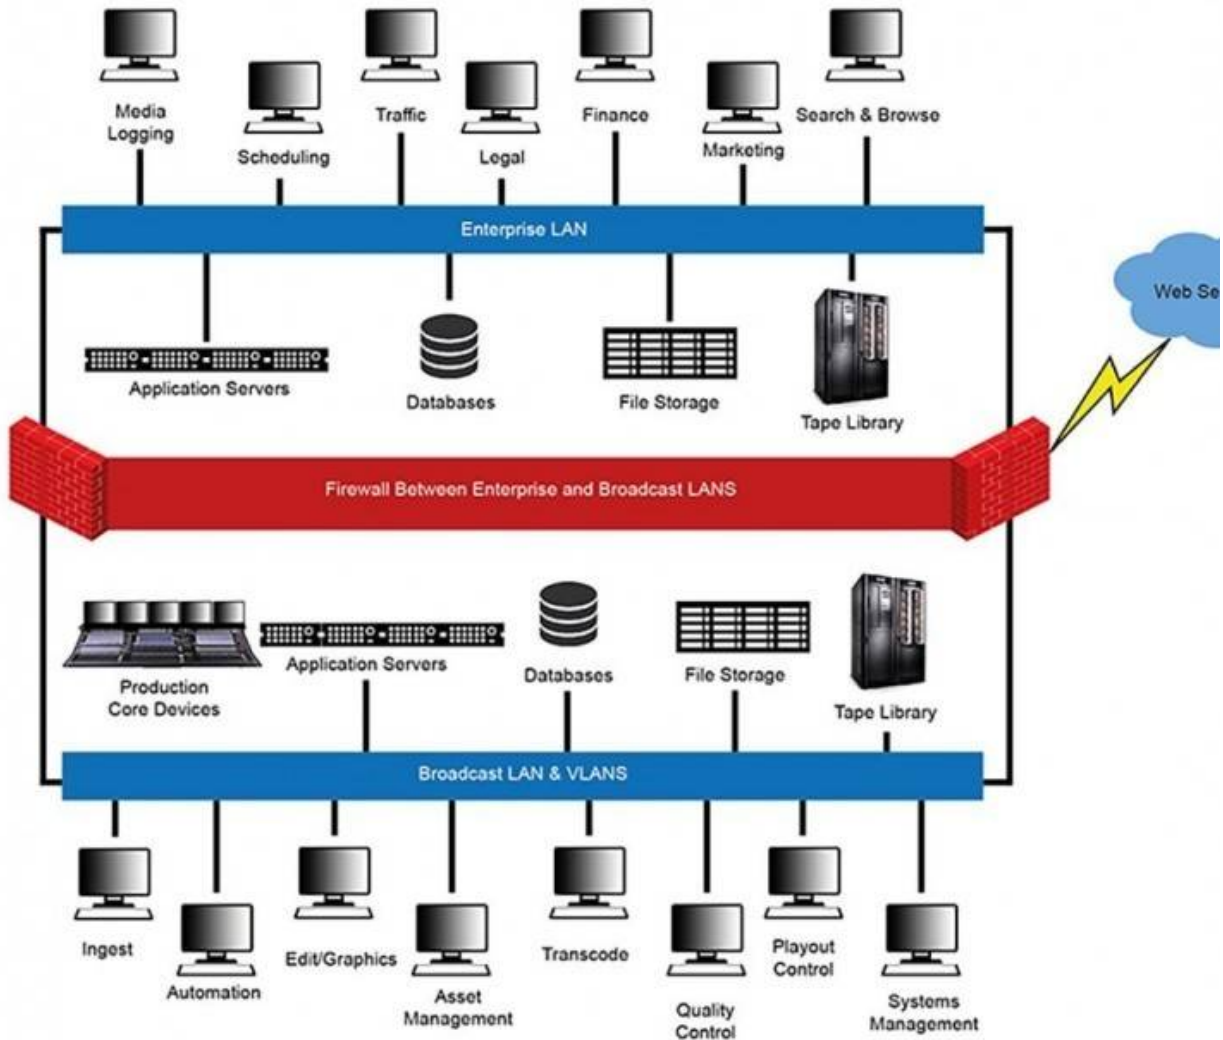 Media
Logging
Scheduling
Traffic
Legal
Finance
Marketing
Search & Browse
Enterprise LAN
Web Se
Application Servers
Databases
File Storage
Tape Library
Firewall Between Enterprise and Broadcast LANS
Production
Core Devices
Application Servers
Databases
File Storage
Tape Library
Broadcast LAN & VLANS
Ingest
Automation
Edit/Graphics
Asset
Management
Transcode
Quality
Control
Playout
Control
Systems
Management